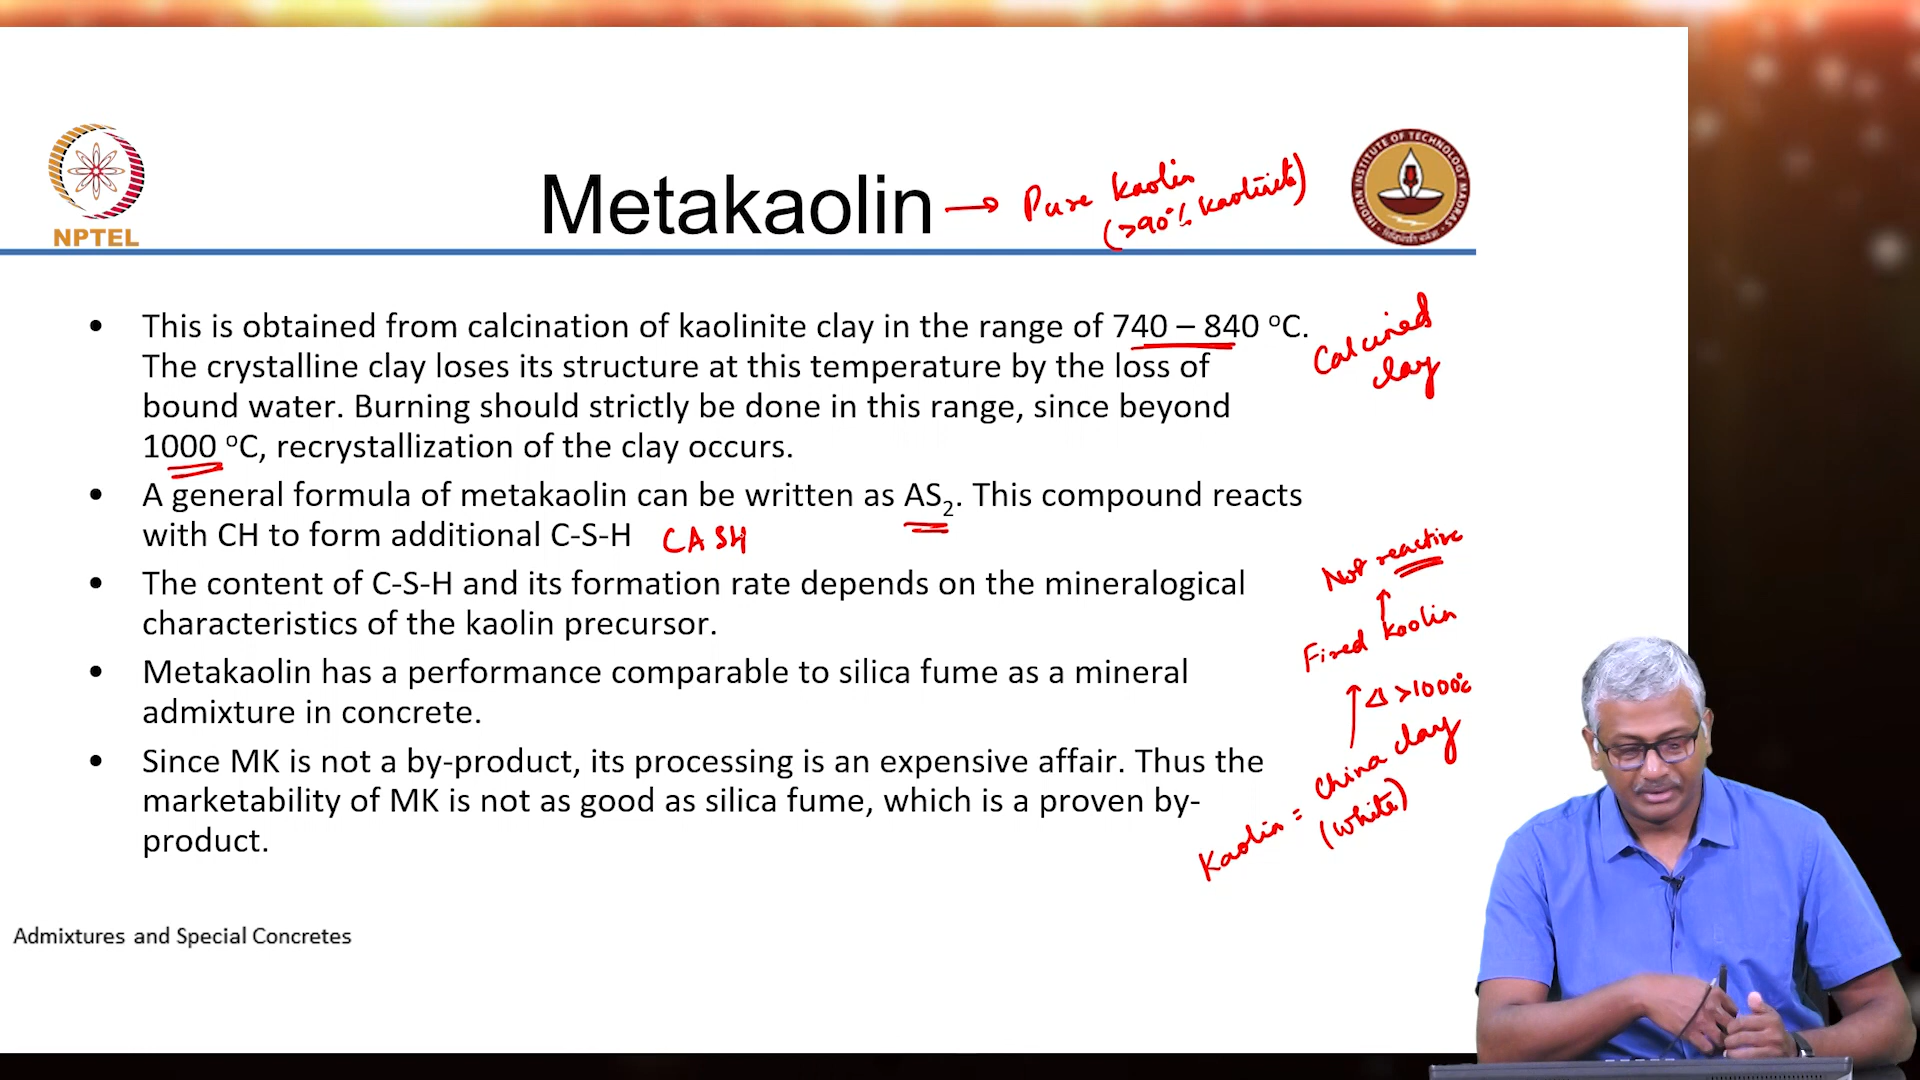 NPTEL
Metakaolin → Pure kaolin
(>90% kaolinite)
INDIAN INSTITUTE OF TECHNOLOGY MADRAS
• This is obtained from calcination of kaolinite clay in the range of 740 – 840 ºC.
The crystalline clay loses its structure at this temperature by the loss of
bound water. Burning should strictly be done in this range, since beyond
1000 ºC, recrystallization of the clay occurs.
Calcined
clay
• A general formula of metakaolin can be written as AS₂. This compound reacts
with CH to form additional C-S-H CASH
• The content of C-S-H and its formation rate depends on the mineralogical
characteristics of the kaolin precursor.
• Metakaolin has a performance comparable to silica fume as a mineral
admixture in concrete.
• Since MK is not a by-product, its processing is an expensive affair. Thus the
marketability of MK is not as good as silica fume, which is a proven by-
product.
Not reactive
↑
Fired kaolin
↑ Δ >1000°C
Kaolin = China clay
(white)
Admixtures and Special Concretes